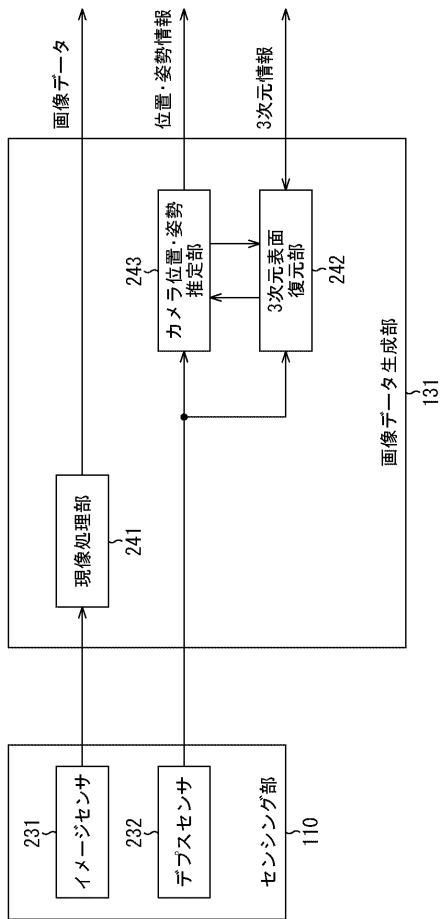 231
イメージセンサ
232
デプスセンサ
センシング部
110
現像処理部
241
243
カメラ位置・姿勢
推定部
3次元表面
復元部
242
画像データ生成部
131
画像データ
位置・姿勢情報
3次元情報